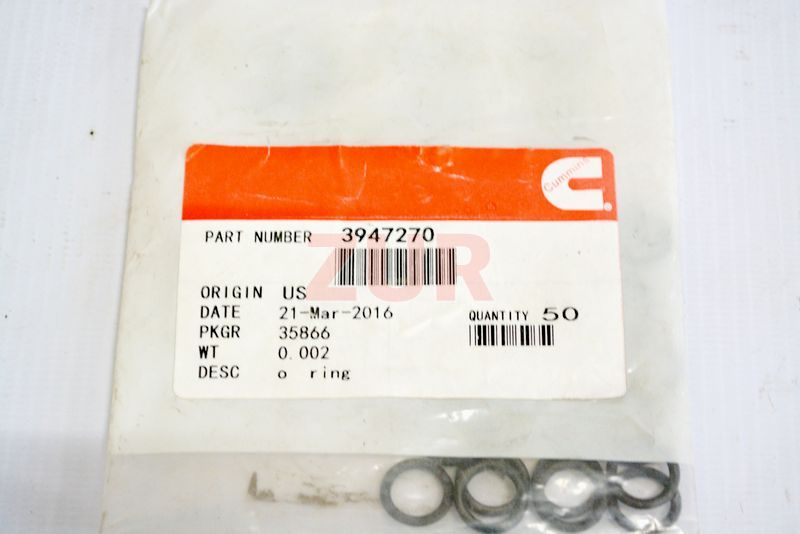 Cummins
PART NUMBER 3947270
ZUR
ORIGIN US
DATE 21-Mar-2016
QUANTITY 50
PKGR 35866
WT 0.002
DESC o ring